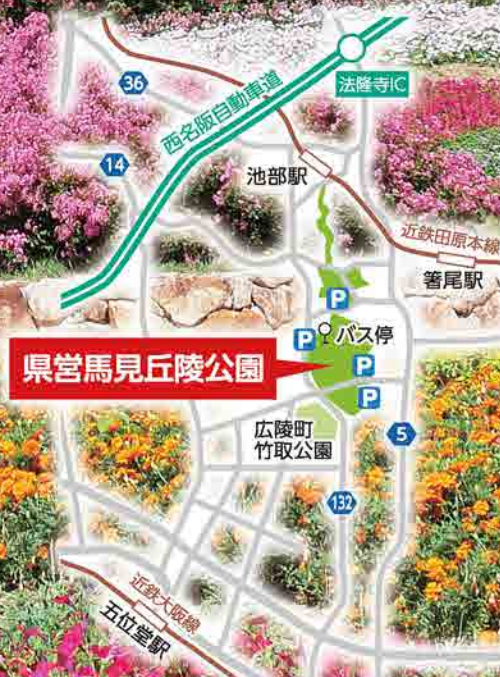 36
西名阪自動車道
法隆寺IC
14
池部駅
近鉄田原本線
箸尾駅
P
P
バス停
県営馬見丘陵公園
P
P
広陵町
竹取公園
5
132
近鉄大阪線
五位堂駅